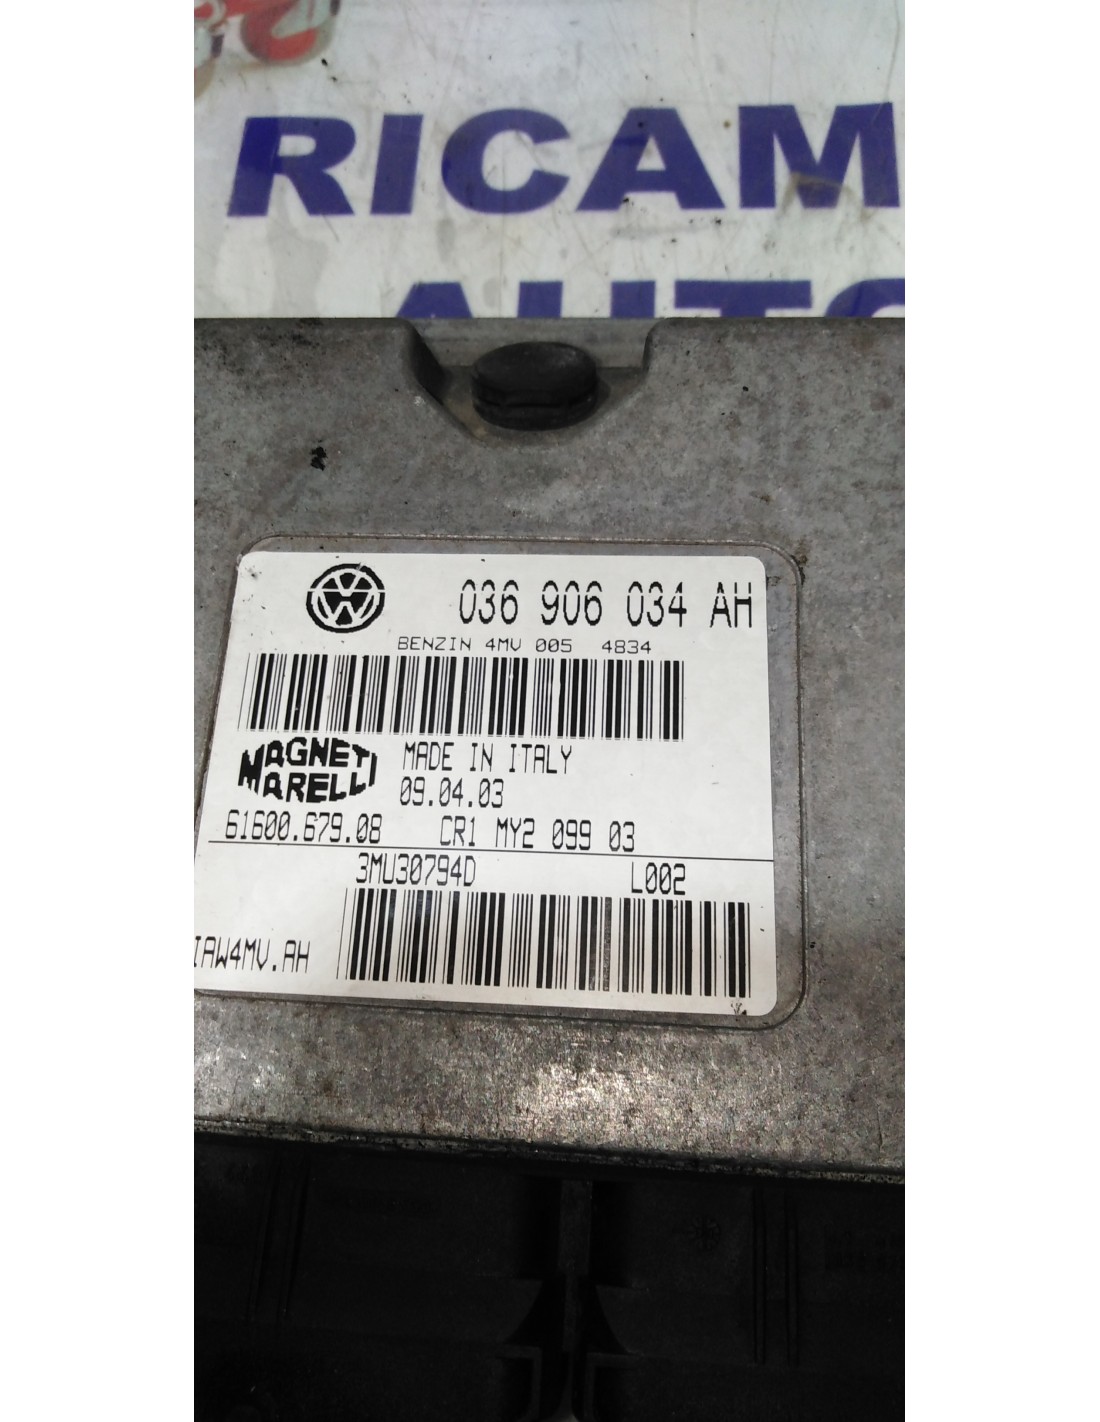 RICAM
AUTO
036 906 034 AH
BENZIN 4MV 005 4834
MAGNETI
MARELLI
MADE IN ITALY
09.04.03
61600.679.08 CR1 MY2 099 03
3MU30794D L002
IAW4MV.AH